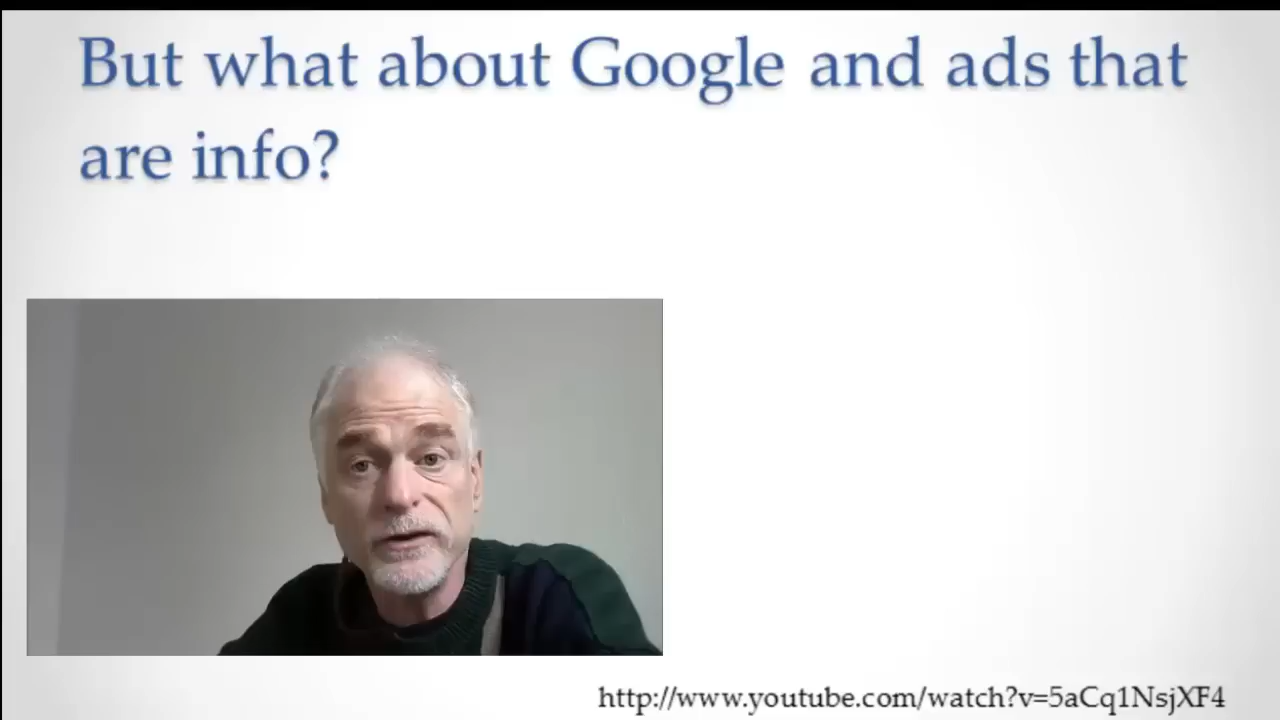 But what about Google and ads that
are info?
http://www.youtube.com/watch?v=5aCq1NsjXF4